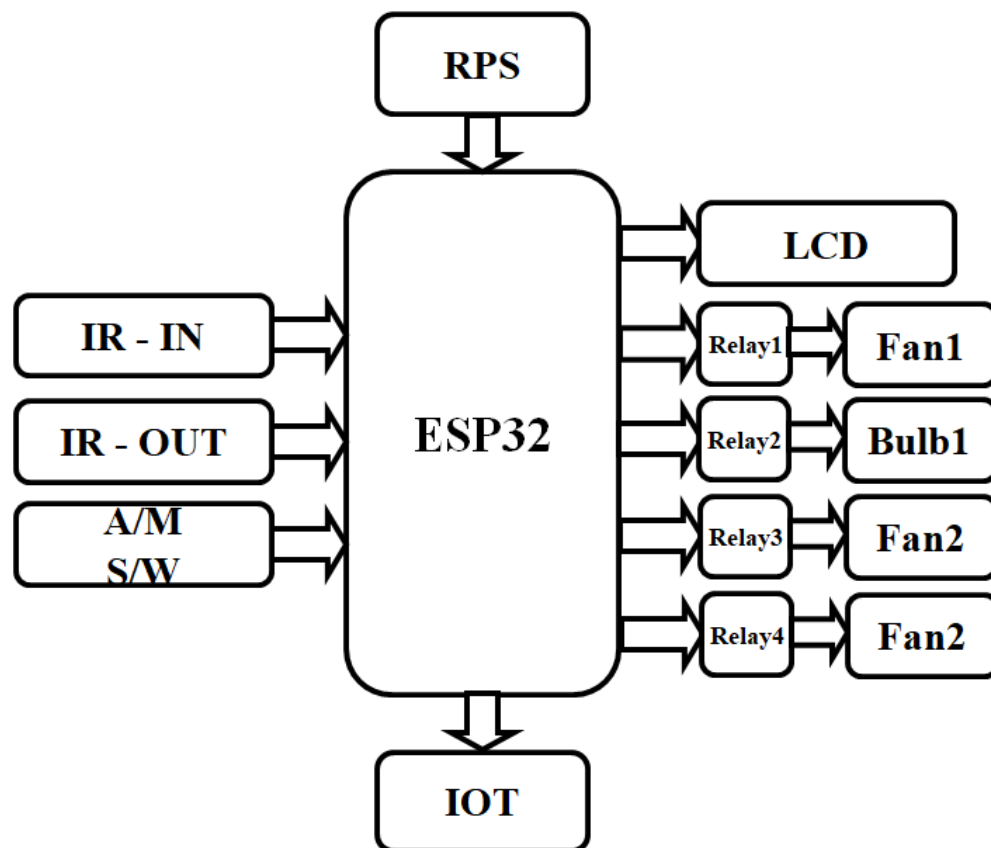 RPS
LCD
IR - IN
Relay1
Fan1
IR - OUT
ESP32
Relay2
Bulb1
A/M
S/W
Relay3
Fan2
Relay4
Fan2
IOT